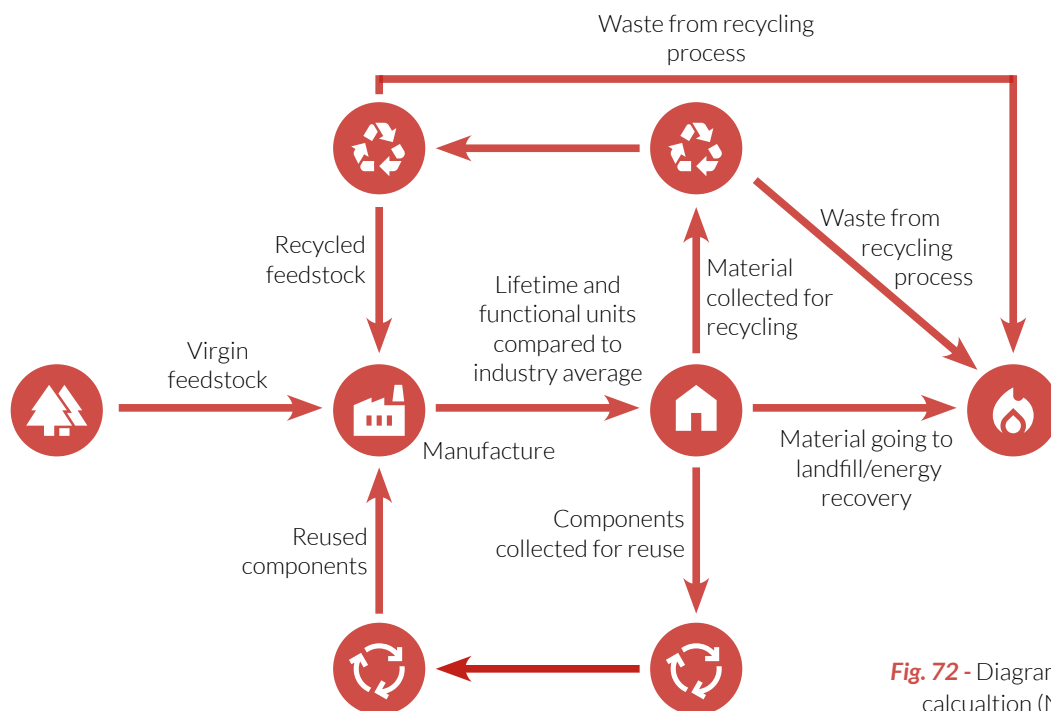 Waste from recycling
process
Recycled
feedstock
Waste from
recycling
process
Material
collected for
recycling
Lifetime and
functional units
compared to
industry average
Virgin
feedstock
Manufacture
Material going to
landfill/energy
recovery
Reused
components
Components
collected for reuse
Fig. 72 - Diagram
calcualtion (